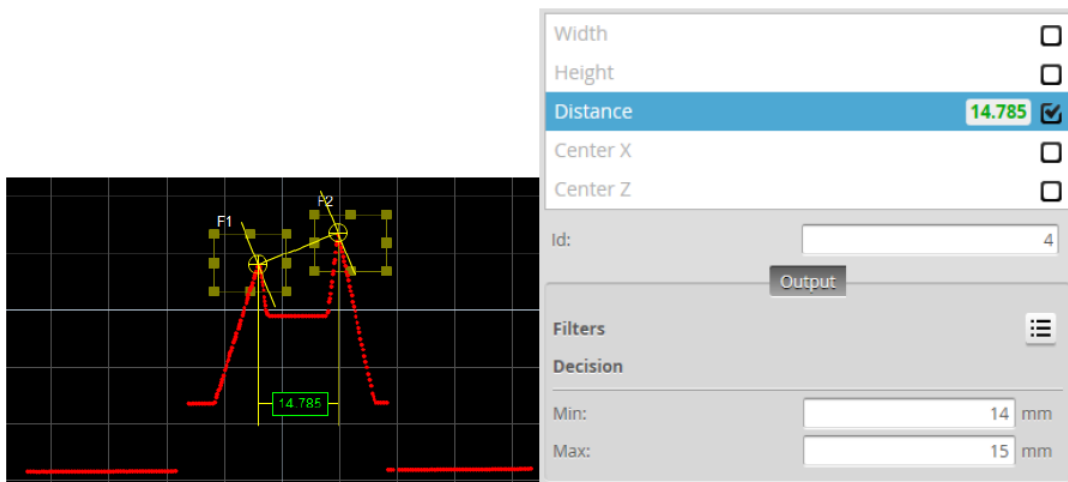 Width
Height
Distance 14.785
Center X
Center Z
Id: 4
Output
Filters
Decision
Min: 14 mm
Max: 15 mm
F1
F2
14.785